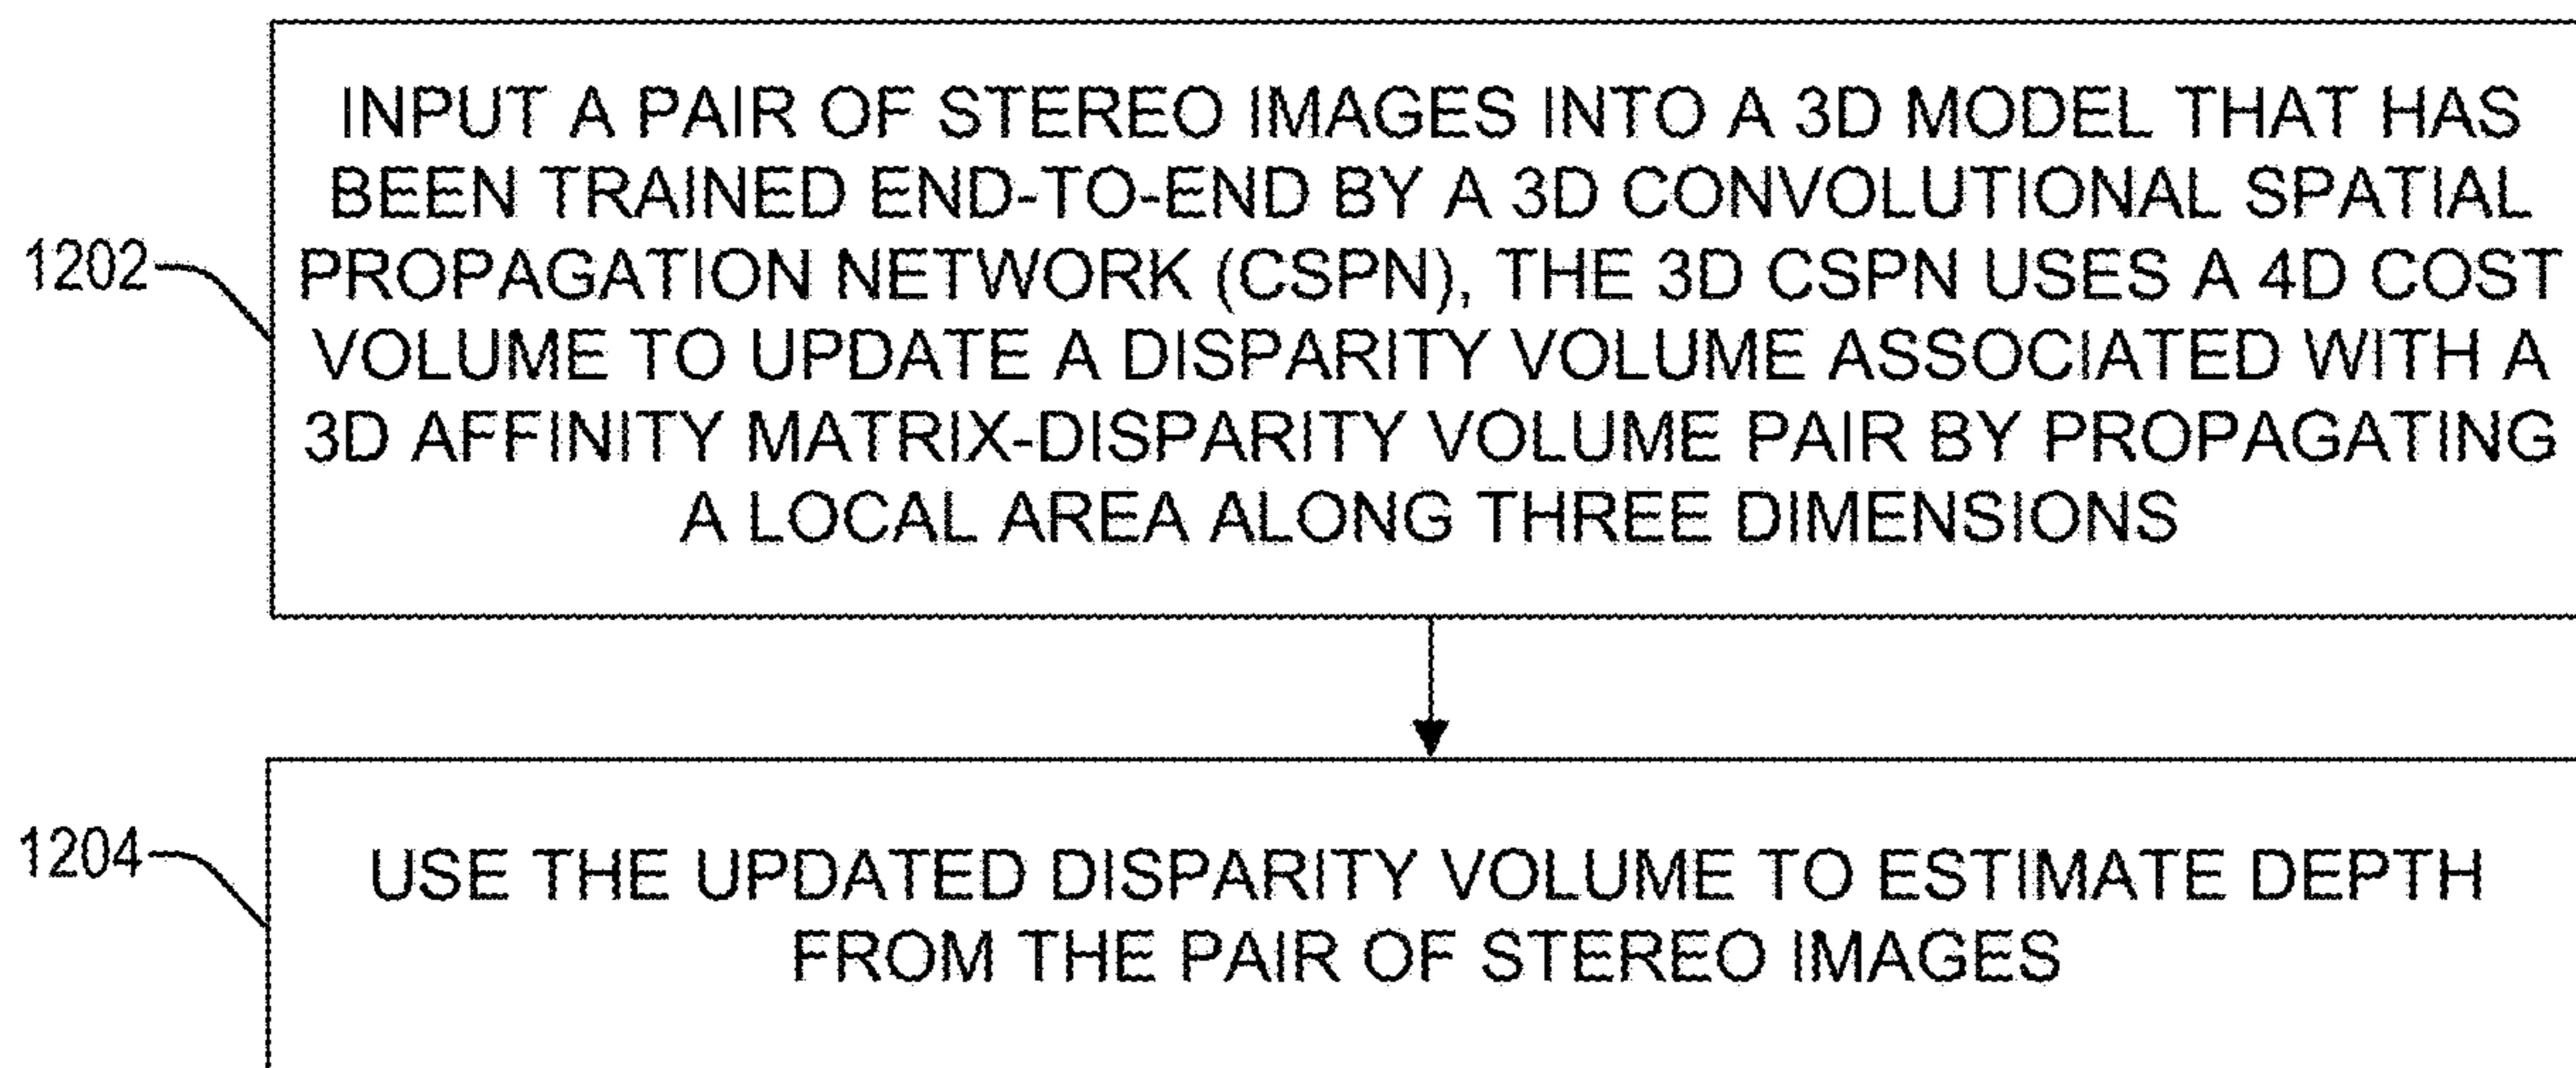 INPUT A PAIR OF STEREO IMAGES INTO A 3D MODEL THAT HAS
BEEN TRAINED END-TO-END BY A 3D CONVOLUTIONAL SPATIAL
1202
PROPAGATION NETWORK (CSPN), THE 3D CSPN USES A 4D COST
VOLUME TO UPDATE A DISPARITY VOLUME ASSOCIATED WITH A
3D AFFINITY MATRIX-DISPARITY VOLUME PAIR BY PROPAGATING
A LOCAL AREA ALONG THREE DIMENSIONS
1204
USE THE UPDATED DISPARITY VOLUME TO ESTIMATE DEPTH
FROM THE PAIR OF STEREO IMAGES